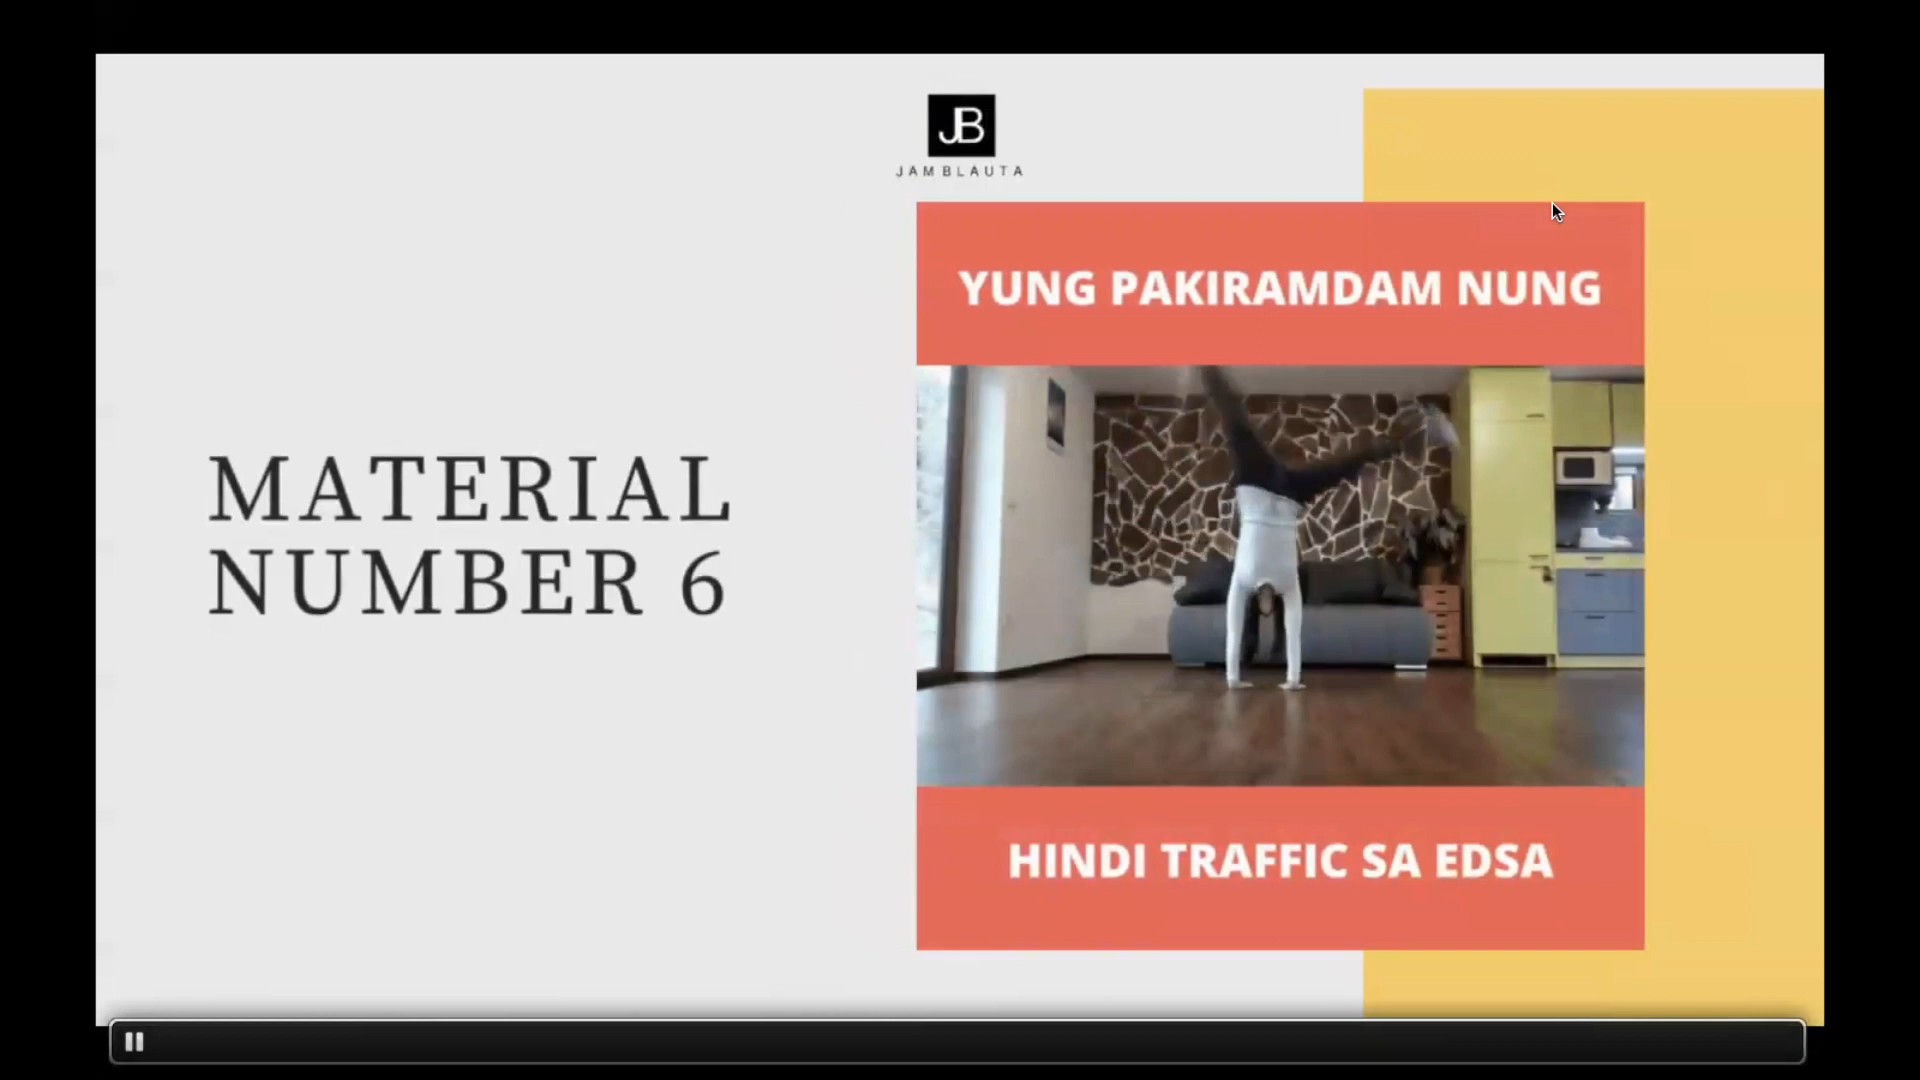 JB
JAMBLAUTA
YUNG PAKIRAMDAM NUNG
MATERIAL
NUMBER 6
HINDI TRAFFIC SA EDSA